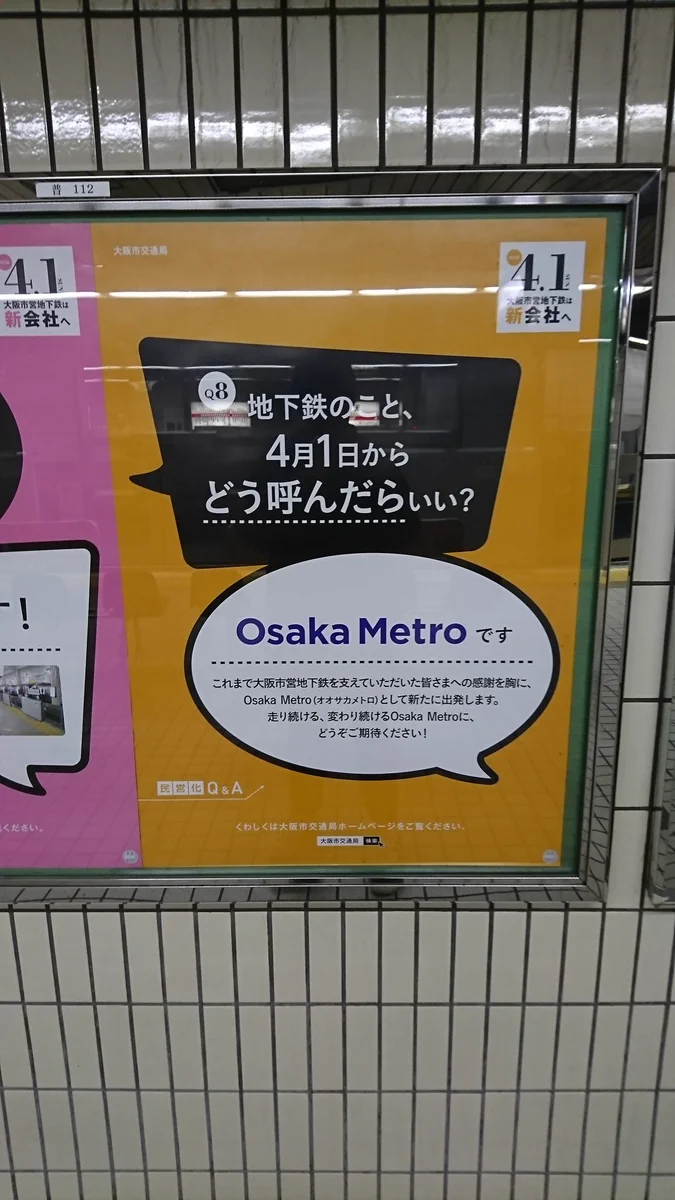 普 112
4.1
大阪市営地下鉄は
新会社へ
す!
ください。
大阪市交通局
4.1
大阪市営地下鉄は
新会社へ
Q8 地下鉄のこと、
4月1日から
どう呼んだらいい?
Osaka Metro です
これまで大阪市営地下鉄を支えていただいた皆さまへの感謝を胸に、
Osaka Metro(オオサカメトロ)として新たに出発します。
走り続ける、変わり続けるOsaka Metroに、
どうぞご期待ください!
民営化 Q&A
くわしくは大阪市交通局ホームページをご覧ください。
大阪市交通局 検索